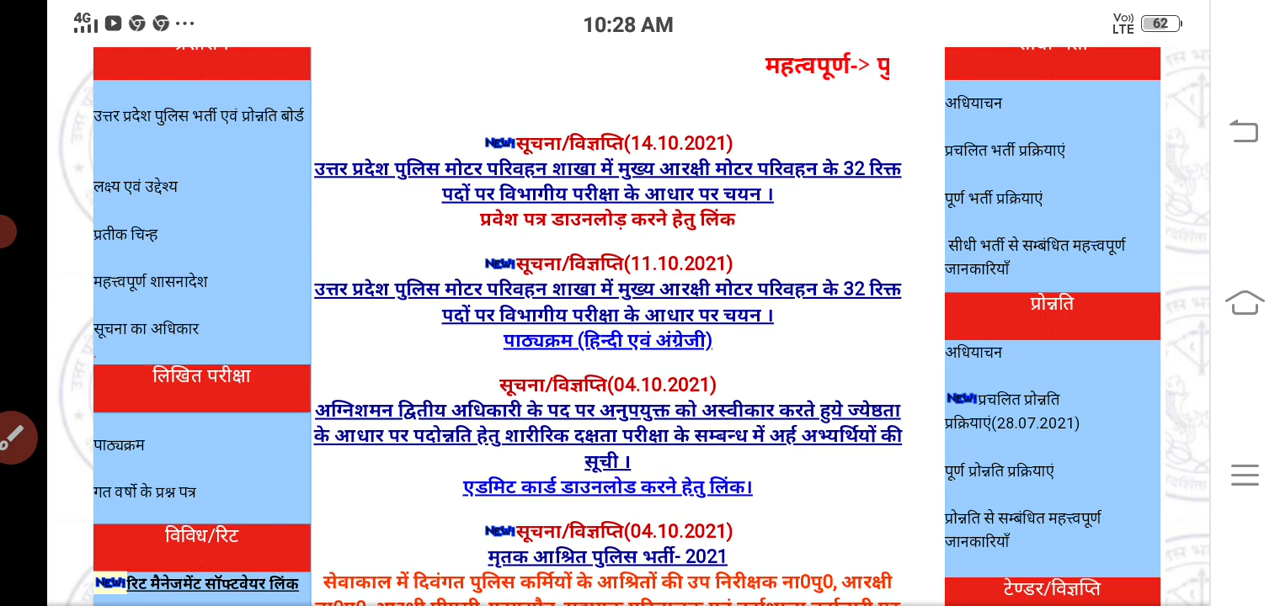 4G
10:28 AM
Vo))
LTE
62
उत्तर प्रदेश पुलिस भर्ती एवं प्रोन्नति बोर्ड
लक्ष्य एवं उद्देश्य
प्रतीक चिन्ह
महत्त्वपूर्ण शासनादेश
सूचना का अधिकार
लिखित परीक्षा
पाठ्यक्रम
गत वर्षो के प्रश्न पत्र
विविध/रिट
NEW! रिट मैनेजमेंट सॉफ्टवेयर लिंक
महत्वपूर्ण-> पु
NEW! सूचना/विज्ञप्ति(14.10.2021)
उत्तर प्रदेश पुलिस मोटर परिवहन शाखा में मुख्य आरक्षी मोटर परिवहन के 32 रिक्त
पदों पर विभागीय परीक्षा के आधार पर चयन ।
प्रवेश पत्र डाउनलोड़ करने हेतु लिंक
NEW! सूचना/विज्ञप्ति(11.10.2021)
उत्तर प्रदेश पुलिस मोटर परिवहन शाखा में मुख्य आरक्षी मोटर परिवहन के 32 रिक्त
पदों पर विभागीय परीक्षा के आधार पर चयन ।
पाठ्यक्रम (हिन्दी एवं अंग्रेजी)
सूचना/विज्ञप्ति(04.10.2021)
अग्निशमन द्वितीय अधिकारी के पद पर अनुपयुक्त को अस्वीकार करते हुये ज्येष्ठता
के आधार पर पदोन्नति हेतु शारीरिक दक्षता परीक्षा के सम्बन्ध में अर्ह अभ्यर्थियों की
सूची ।
एडमिट कार्ड डाउनलोड करने हेतु लिंक।
NEW! सूचना/विज्ञप्ति(04.10.2021)
मृतक आश्रित पुलिस भर्ती- 2021
सेवाकाल में दिवंगत पुलिस कर्मियों के आश्रितों की उप निरीक्षक ना0पु0, आरक्षी
अधियाचन
प्रचलित भर्ती प्रक्रियाएं
पूर्ण भर्ती प्रक्रियाएं
सीधी भर्ती से सम्बंधित महत्त्वपूर्ण
जानकारियाँ
प्रोन्नति
अधियाचन
NEW! प्रचलित प्रोन्नति
प्रक्रियाएं(28.07.2021)
पूर्ण प्रोन्नति प्रक्रियाएं
प्रोन्नति से सम्बंधित महत्त्वपूर्ण
जानकारियाँ
टेण्डर/विज्ञप्ति